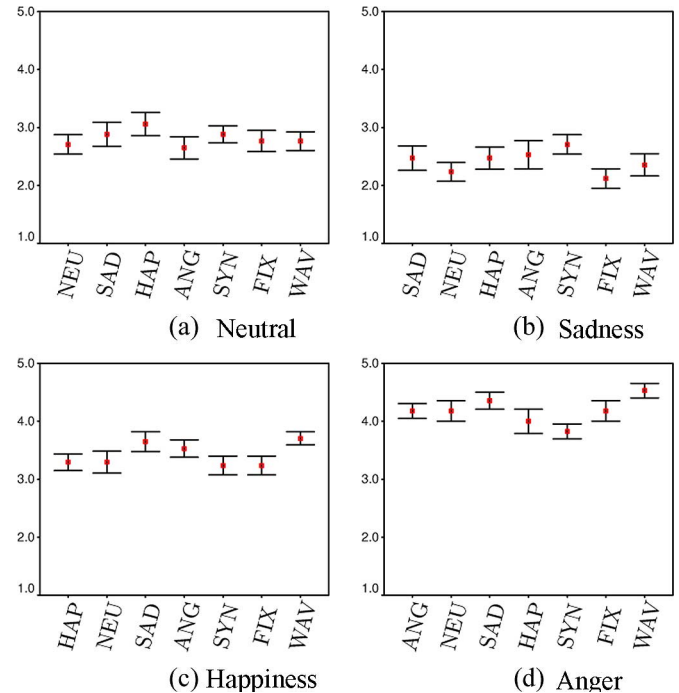 5.0
4.0
3.0
2.0
1.0
NEU SAD HAP ANG SYN FIX WAV
(a) Neutral
5.0
4.0
3.0
2.0
1.0
SAD NEU HAP ANG SYN FIX WAV
(b) Sadness
5.0
4.0
3.0
2.0
1.0
HAP NEU SAD ANG SYN FIX WAV
(c) Happiness
5.0
4.0
3.0
2.0
1.0
ANG NEU SAD HAP SYN FIX WAV
(d) Anger